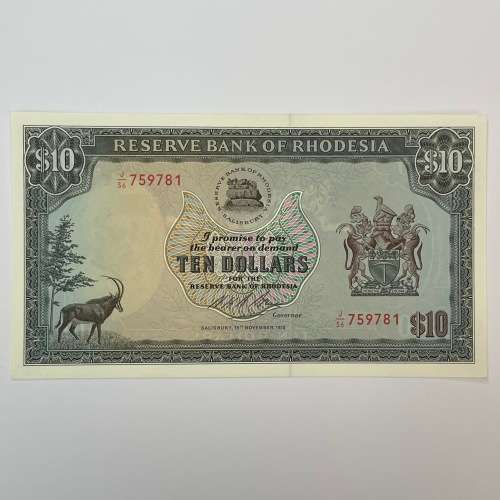 RESERVE BANK OF RHODESIA
$10
$10
J/36 759781
RESERVE BANK OF RHODESIA
SALISBURY
I promise to pay
the bearer on demand
TEN DOLLARS
FOR THE
RESERVE BANK OF RHODESIA
Governor
SALISBURY, NOVEMBER
J/36 759781
$10